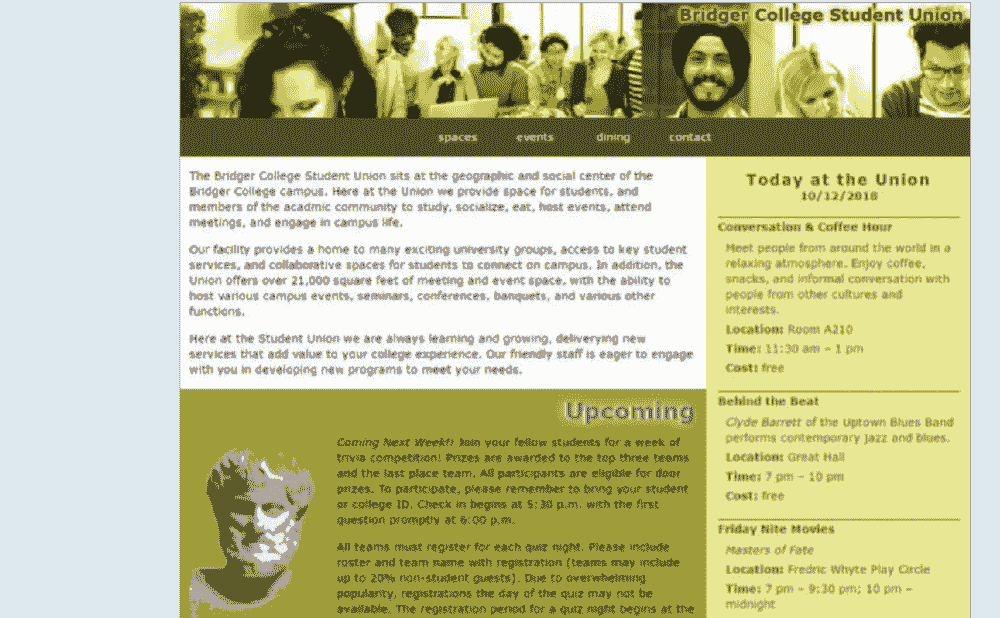 Bridger College Student Union
spaces events dining contact
The Bridger College Student Union sits at the geographic and social center of the
Bridger College campus. Here at the Union we provide space for students, and
members of the acadmic community to study, socialize, eat, host events, attend
meetings, and engage in campus life.
Our facility provides a home to many exciting university groups, access to key student
services, and collaborative spaces for students to connect on campus. In addition, the
Union offers over 21,000 square feet of meeting and event space, with the ability to
host various campus events, seminars, conferences, banquets, and various other
functions.
Here at the Student Union we are always learning and growing, deliverying new
services that add value to your college experience. Our friendly staff is eager to engage
with you in developing new programs to meet your needs.
Upcoming
Coming Next Week!! Join your fellow students for a week of
trivia competition! Prizes are awarded to the top three teams
and the last place team. All participants are eligible for door
prizes. To participate, please remember to bring your student
or college ID. Check in begins at 5:30 p.m. with the first
question promptly at 6:00 p.m.
All teams must register for each quiz night. Please include
roster and team name with registration (teams may include
up to 20% non-student guests). Due to overwhelming
popularity, registrations the day of the quiz may not be
available. The registration period for a quiz night begins at the
Today at the Union
10/12/2018
Conversation & Coffee Hour
Meet people from around the world in a
relaxing atmosphere. Enjoy coffee,
snacks, and informal conversation with
people from other cultures and
interests.
Location: Room A210
Time: 11:30 am – 1 pm
Cost: free
Behind the Beat
Clyde Barrett of the Uptown Blues Band
performs contemporary jazz and blues.
Location: Great Hall
Time: 7 pm – 10 pm
Cost: free
Friday Nite Movies
Masters of Fate
Location: Fredric Whyte Play Circle
Time: 7 pm – 9:30 pm; 10 pm –
midnight